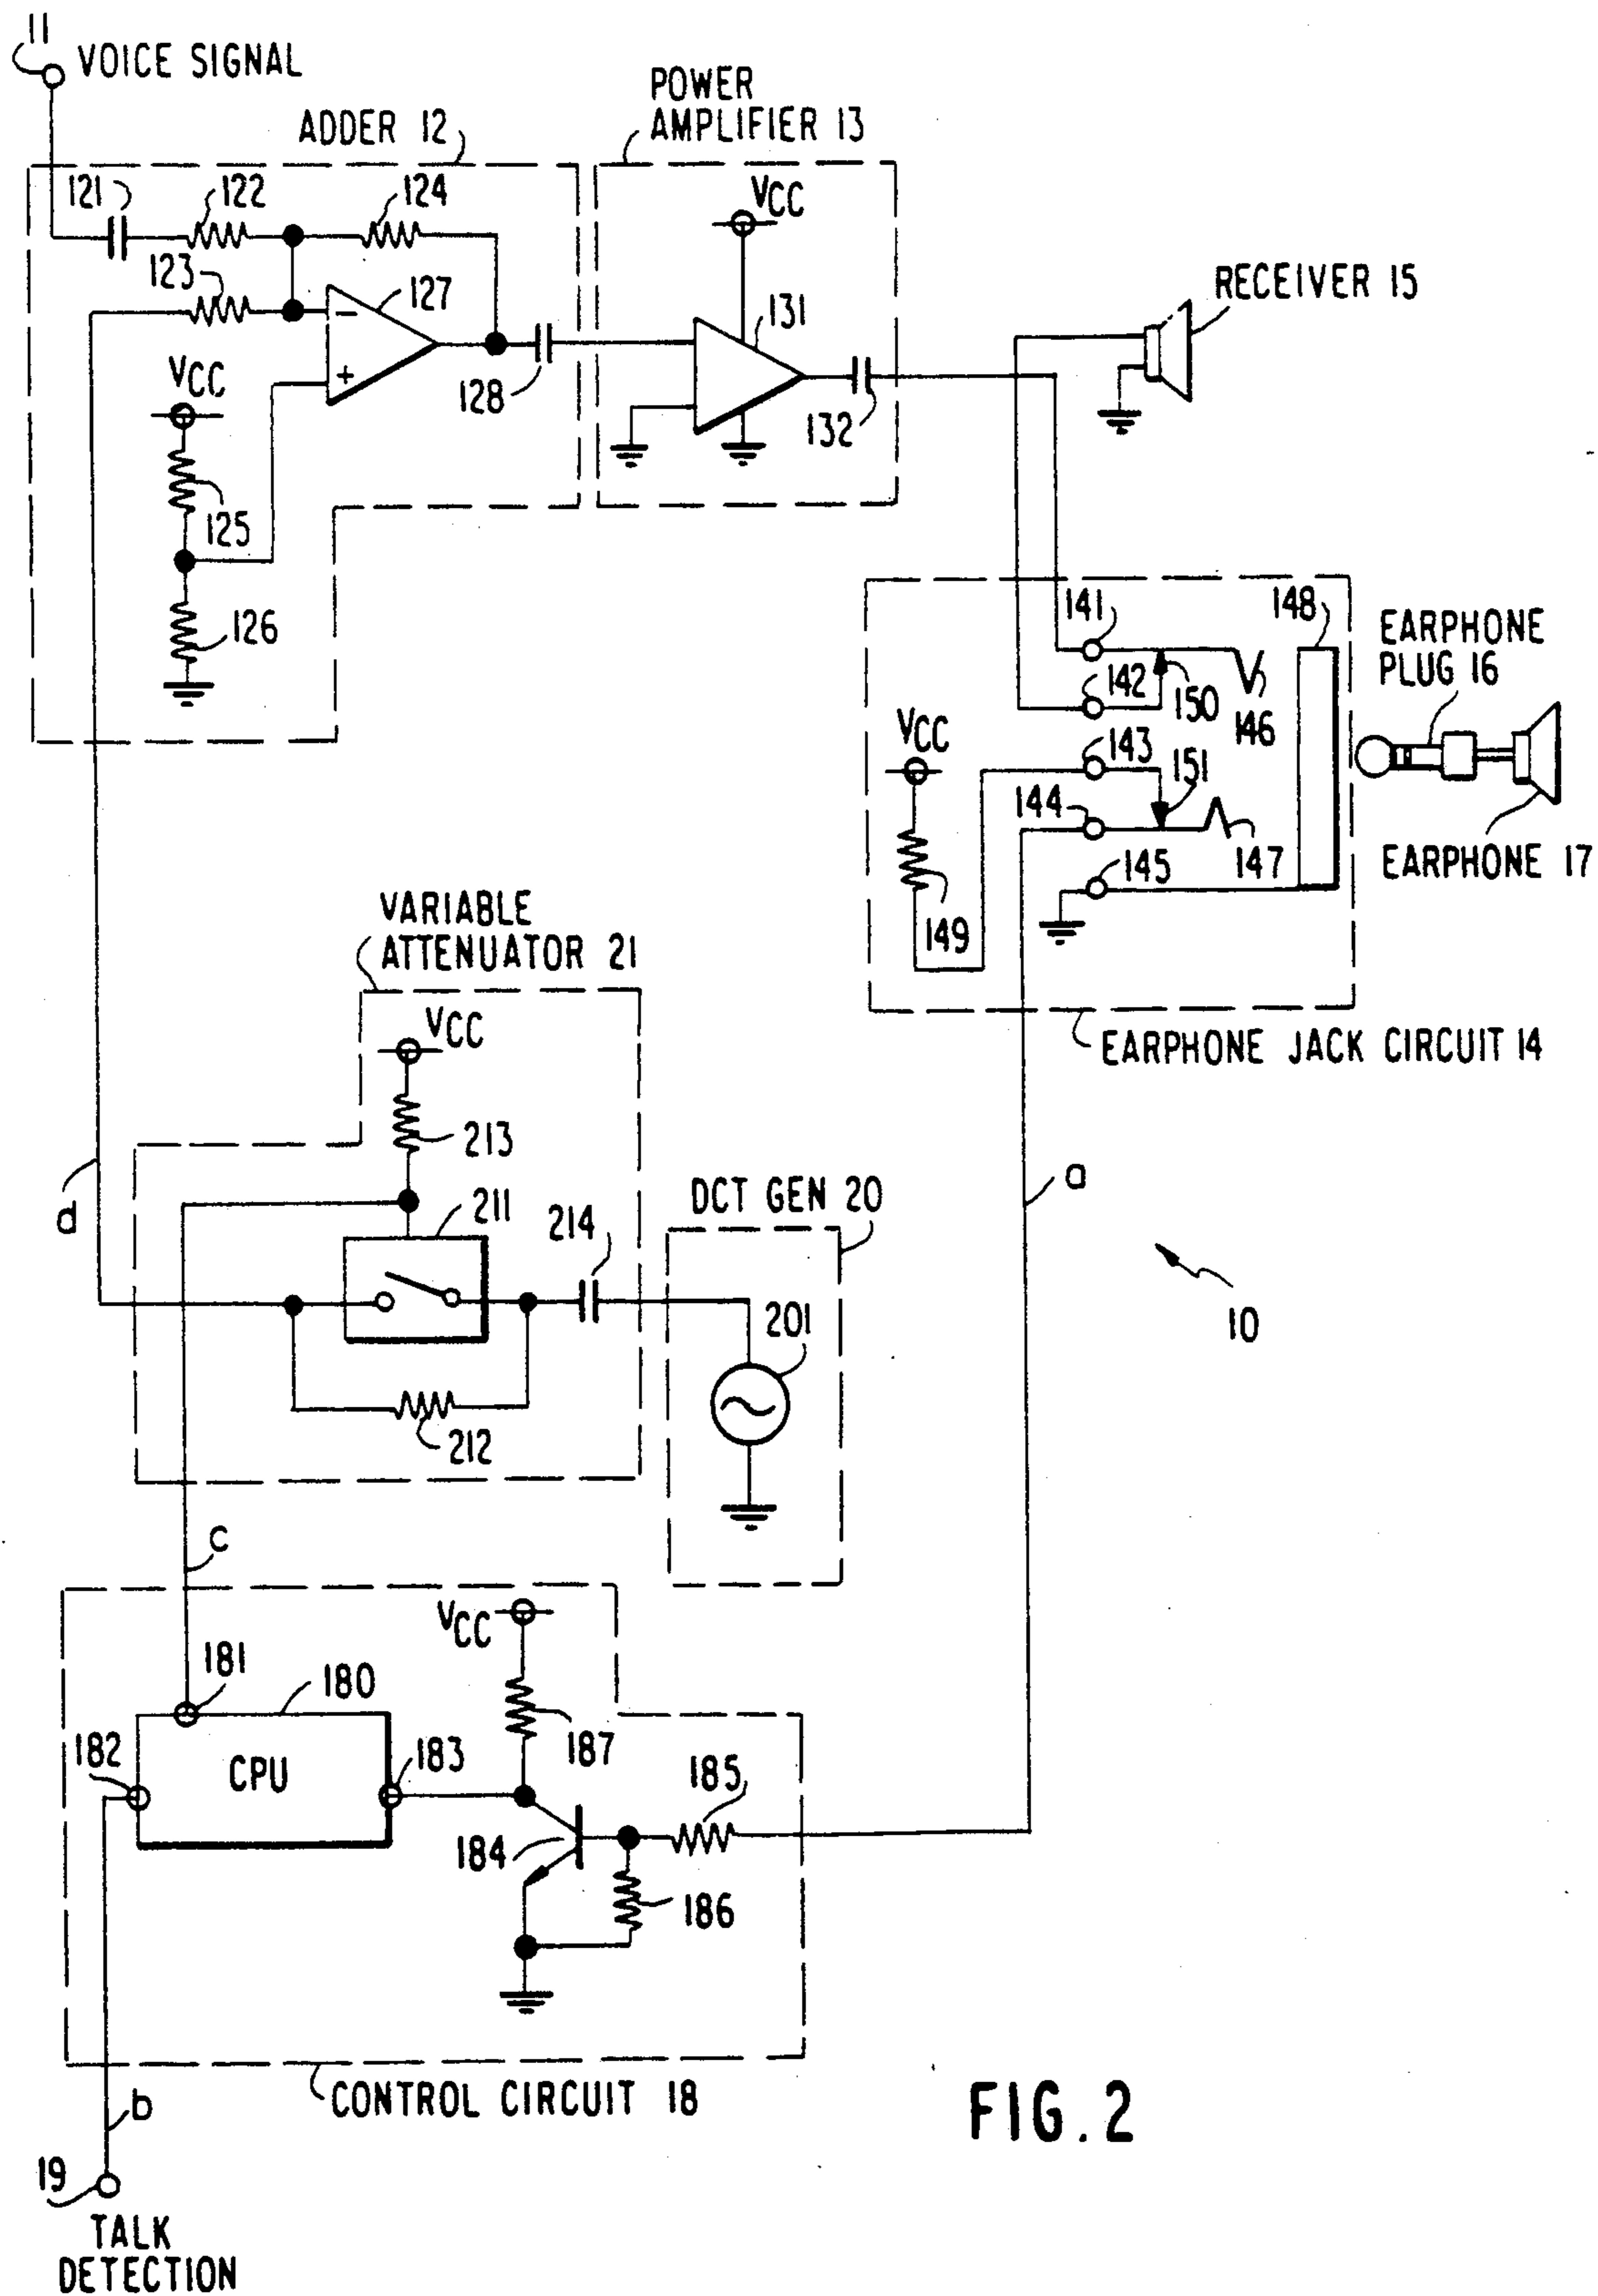 11
VOICE SIGNAL
ADDER 12
POWER
AMPLIFIER 13
121
122
124
VCC
123
127
131
RECEIVER 15
VCC
128
132
125
126
141
148
EARPHONE
PLUG 16
142
150
146
VCC
143
151
144
147
EARPHONE 17
145
149
VARIABLE
ATTENUATOR 21
VCC
EARPHONE JACK CIRCUIT 14
213
a
d
211
214
DCT GEN 20
201
10
212
c
VCC
181
180
187
182
CPU
183
185
184
186
CONTROL CIRCUIT 18
b
FIG. 2
19
TALK
DETECTION